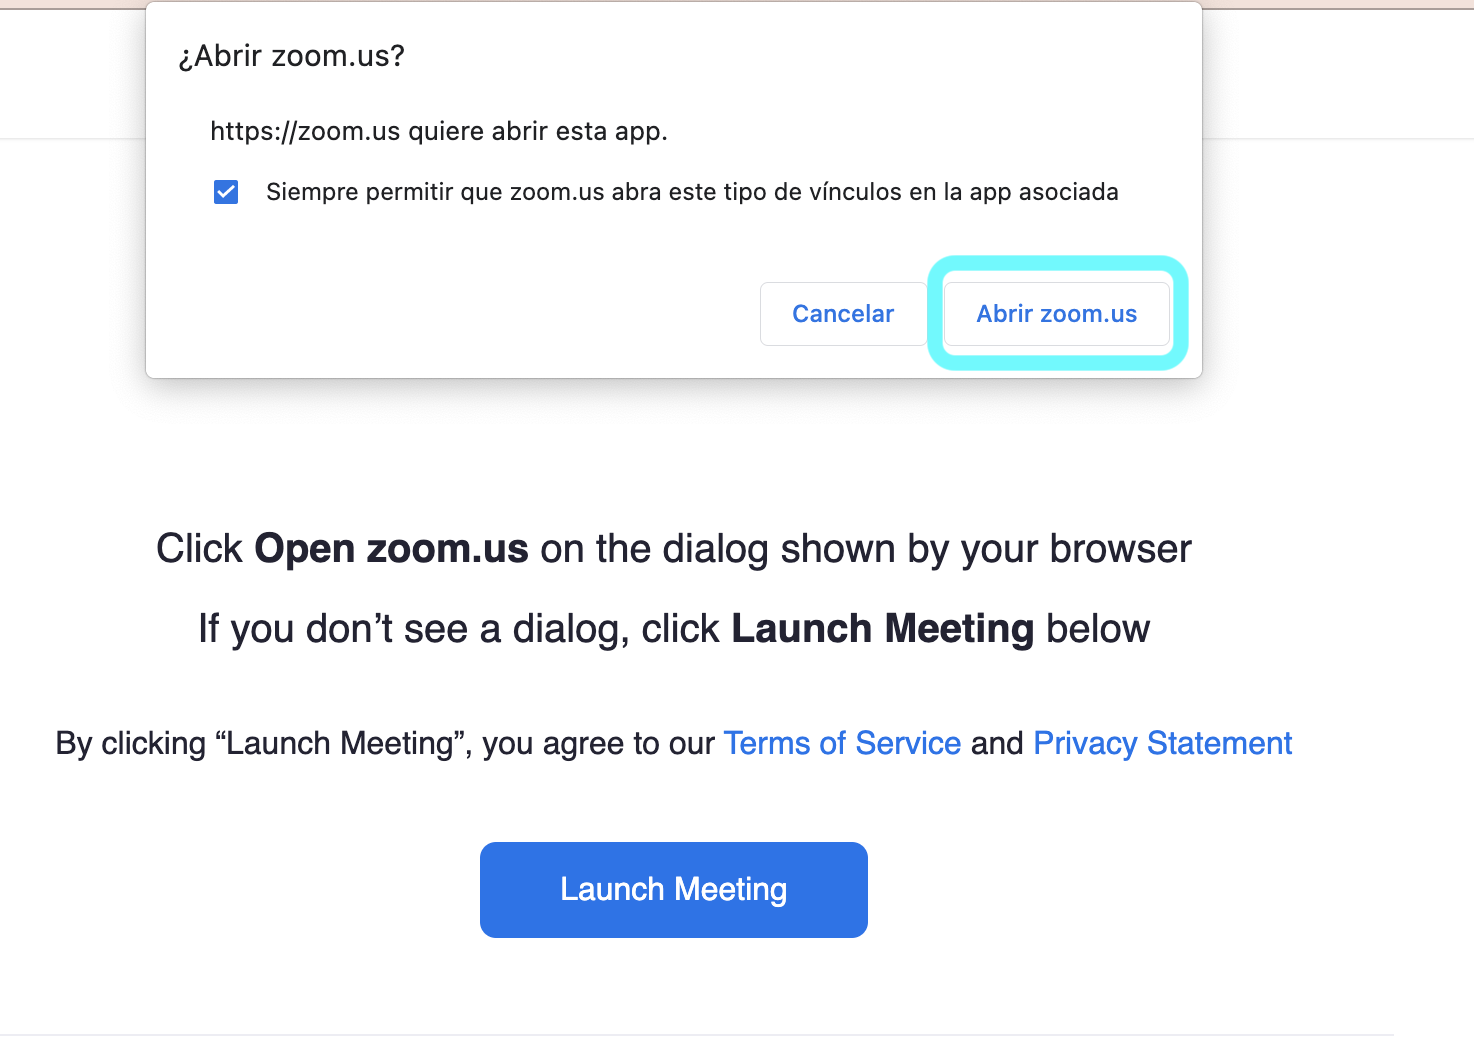 ¿Abrir zoom.us?
https://zoom.us quiere abrir esta app.
Siempre permitir que zoom.us abra este tipo de vínculos en la app asociada
Cancelar
Abrir zoom.us
Click Open zoom.us on the dialog shown by your browser
If you don’t see a dialog, click Launch Meeting below
By clicking “Launch Meeting”, you agree to our Terms of Service and Privacy Statement
Launch Meeting